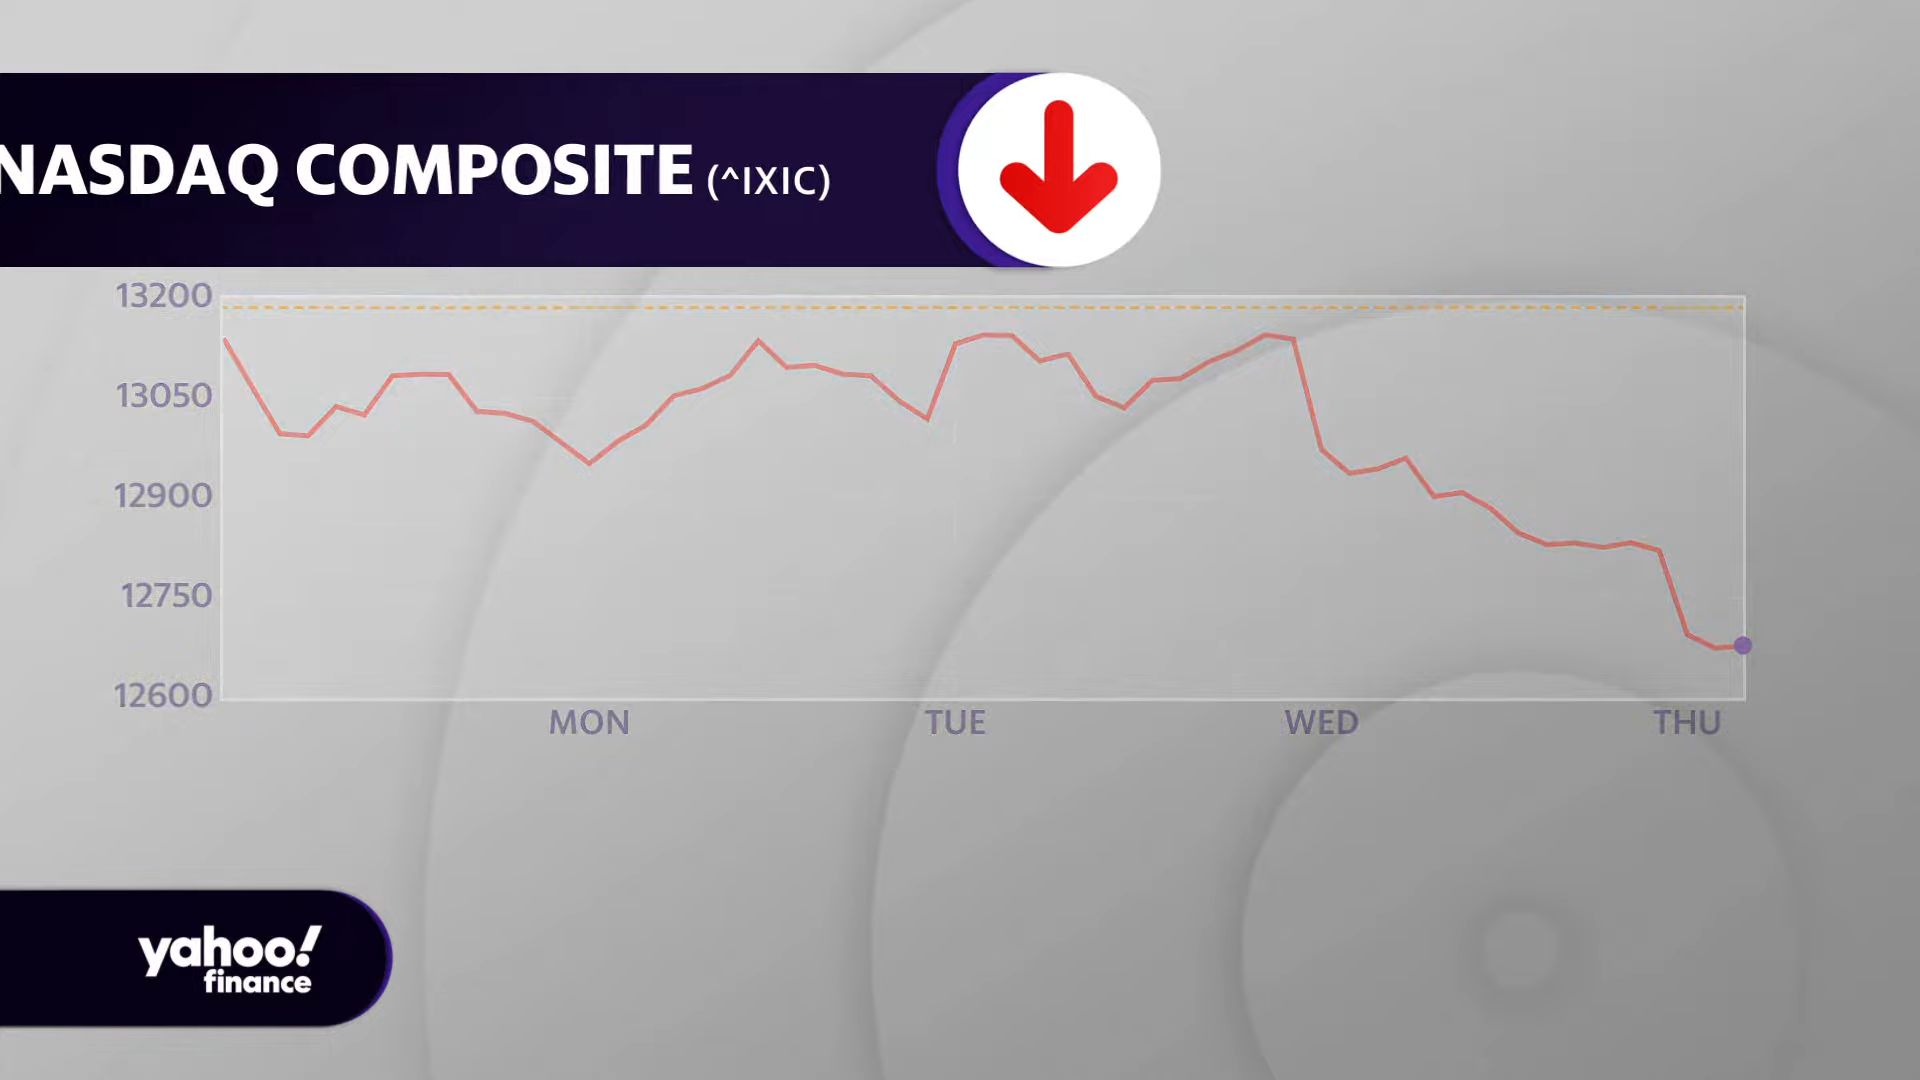 NASDAQ COMPOSITE (^IXIC)
13200
13050
12900
12750
12600
MON TUE WED THU
yahoo!
finance